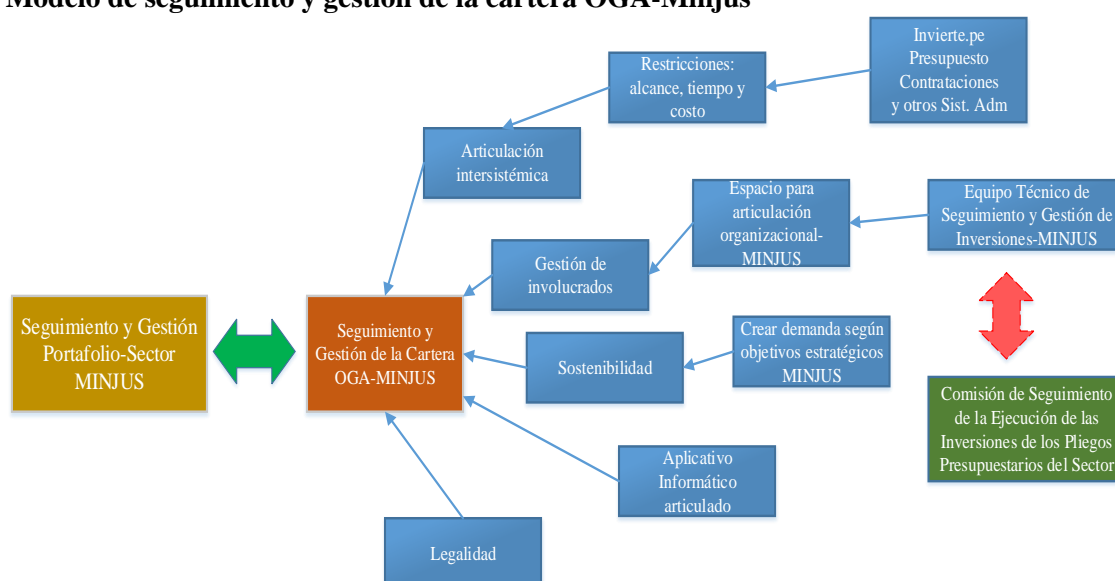 Modelo de seguimiento y gestión de la cartera OGA-Minjus
Invierte.pe
Presupuesto
Contrataciones
y otros Sist. Adm
Restricciones:
alcance, tiempo y
costo
Articulación
intersistémica
Espacio para
articulación
organizacional-
MINJUS
Equipo Técnico de
Seguimiento y Gestión de
Inversiones-MINJUS
Gestión de
involucrados
Seguimiento y Gestión
Portafolio-Sector
MINJUS
Seguimiento y
Gestión de la Cartera
OGA-MINJUS
Sostenibilidad
Crear demanda según
objetivos estratégicos
MINJUS
Comisión de Seguimiento
de la Ejecución de las
Inversiones de los Pliegos
Presupuestarios del Sector
Aplicativo
Informático
articulado
Legalidad